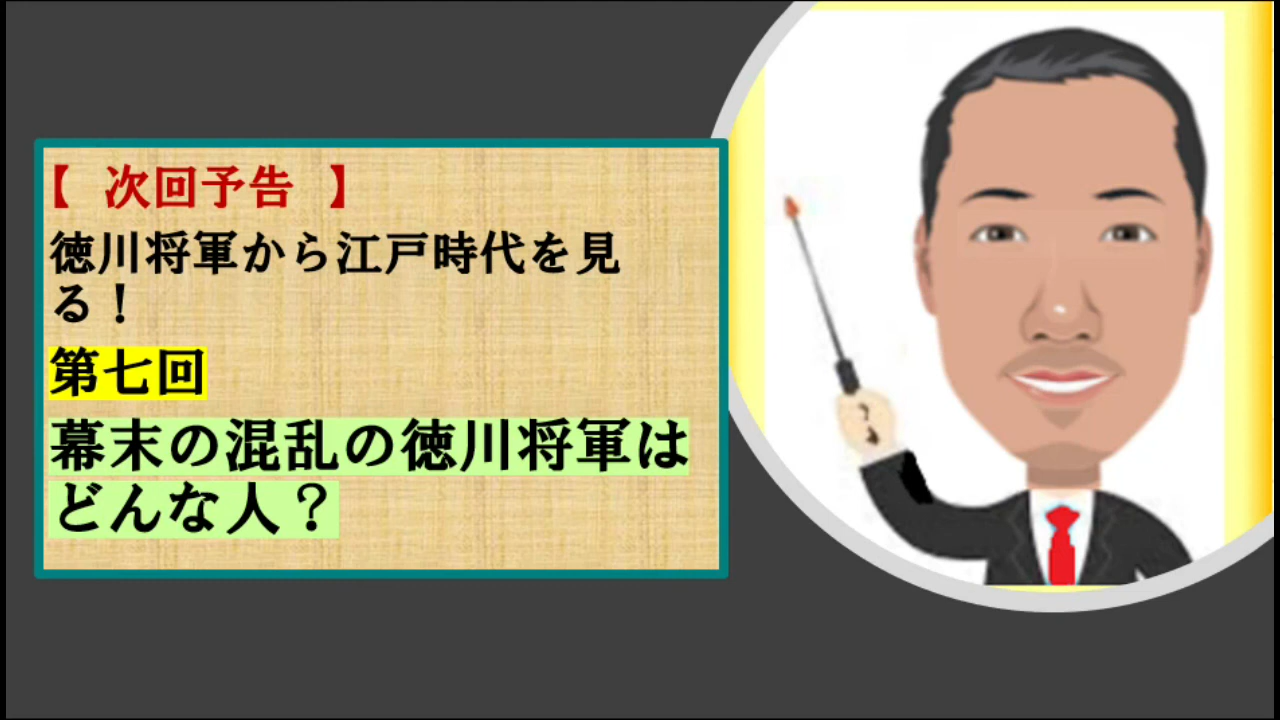 【 次回予告 】
徳川将軍から江戸時代を見
る！
第七回
幕末の混乱の徳川将軍は
どんな人？